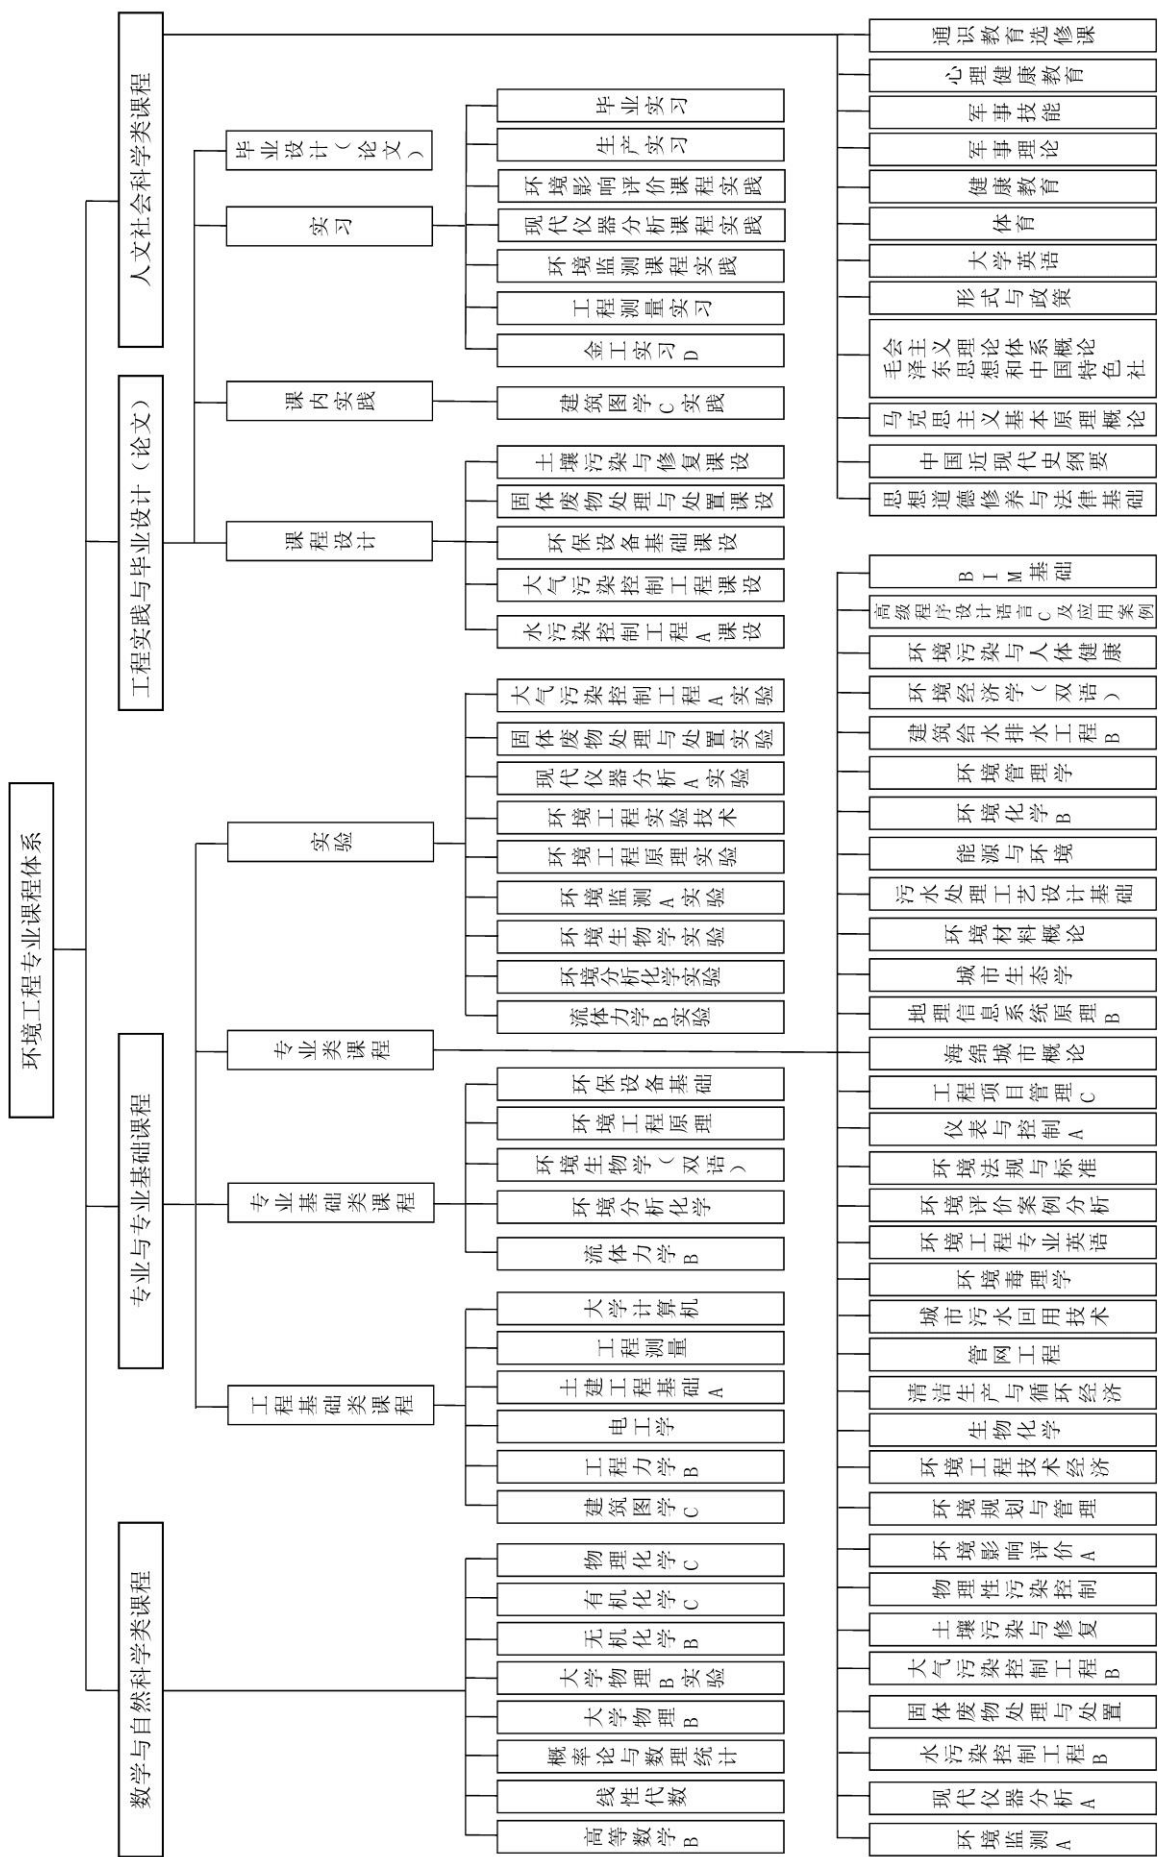 环境工程专业课程体系
数学与自然科学类课程
专业与专业基础课程
工程实践与毕业设计（论文）
人文社会科学类课程
工程基础类课程
专业基础类课程
专业类课程
实验
课程设计
课内实践
实习
毕业设计（论文）
高等数学B
线性代数
概率论与数理统计
大学物理B
大学物理B实验
无机化学B
有机化学C
物理化学C
建筑图学C
工程力学B
电工学
土建工程基础A
工程测量
大学计算机
流体力学B
环境分析化学
环境生物学（双语）
环境工程原理
环保设备基础
流体力学B实验
环境分析化学实验
环境生物学实验
环境监测A实验
环境工程原理实验
环境工程实验技术
现代仪器分析A实验
固体废物处理与处置实验
大气污染控制工程A实验
水污染控制工程A课设
大气污染控制工程课设
环保设备基础课设
固体废物处理与处置课设
土壤污染与修复课设
建筑图学C实践
金工实习D
工程测量实习
环境监测课程实践
现代仪器分析课程实践
环境影响评价课程实践
生产实习
毕业实习
环境监测A
现代仪器分析A
水污染控制工程B
固体废物处理与处置
大气污染控制工程B
土壤污染与修复
物理性污染控制
环境影响评价A
环境规划与管理
环境工程技术经济
生物化学
清洁生产与循环经济
管网工程
城市污水回用技术
环境毒理学
环境工程专业英语
环境评价案例分析
环境法规与标准
仪表与控制A
工程项目管理C
海绵城市概论
地理信息系统原理B
城市生态学
环境材料概论
污水处理工艺设计基础
能源与环境
环境化学B
环境管理学
建筑给水排水工程B
环境经济学（双语）
环境污染与人体健康
高级程序设计语言C及应用案例
BIM基础
思想道德修养与法律基础
中国近现代史纲要
马克思主义基本原理概论
毛泽东思想和中国特色社
会主义理论体系概论
形式与政策
大学英语
体育
健康教育
军事理论
军事技能
心理健康教育
通识教育选修课